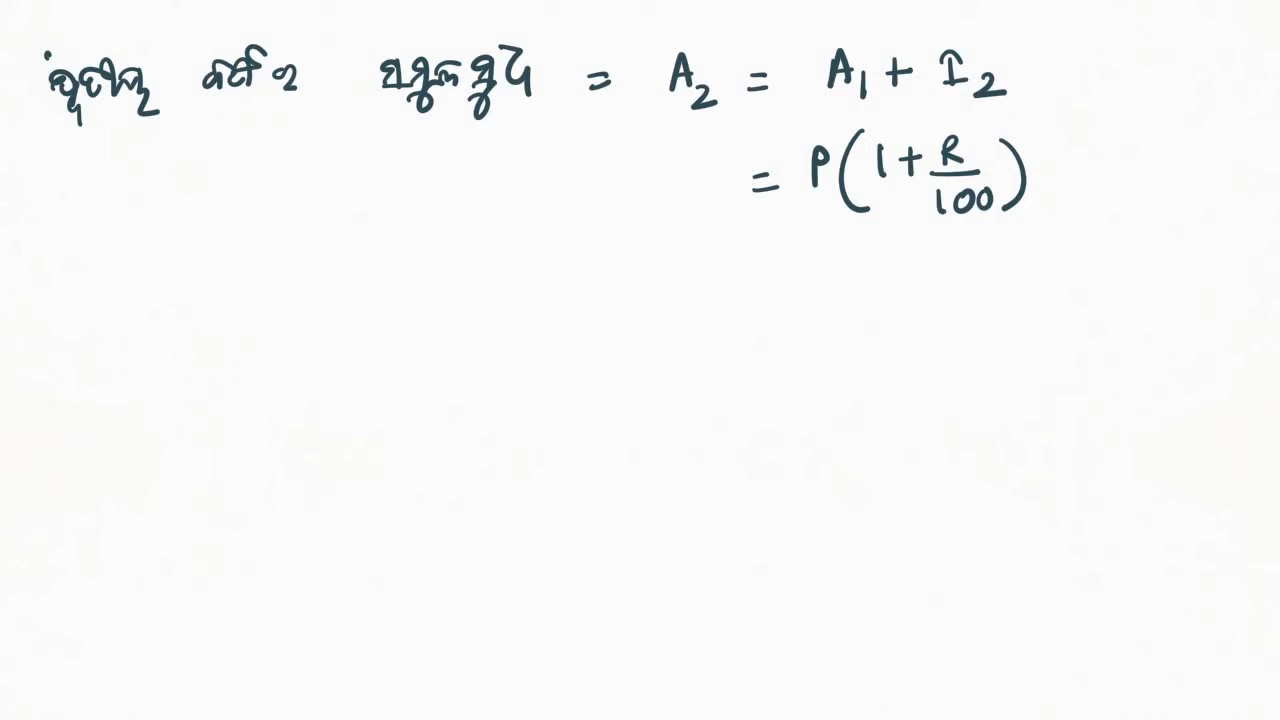 ଦ୍ୱିତୀୟ ବର୍ଷର ସମୂଳସୁଧ = A₂ = A₁ + I₂
= P(1 + R/100)